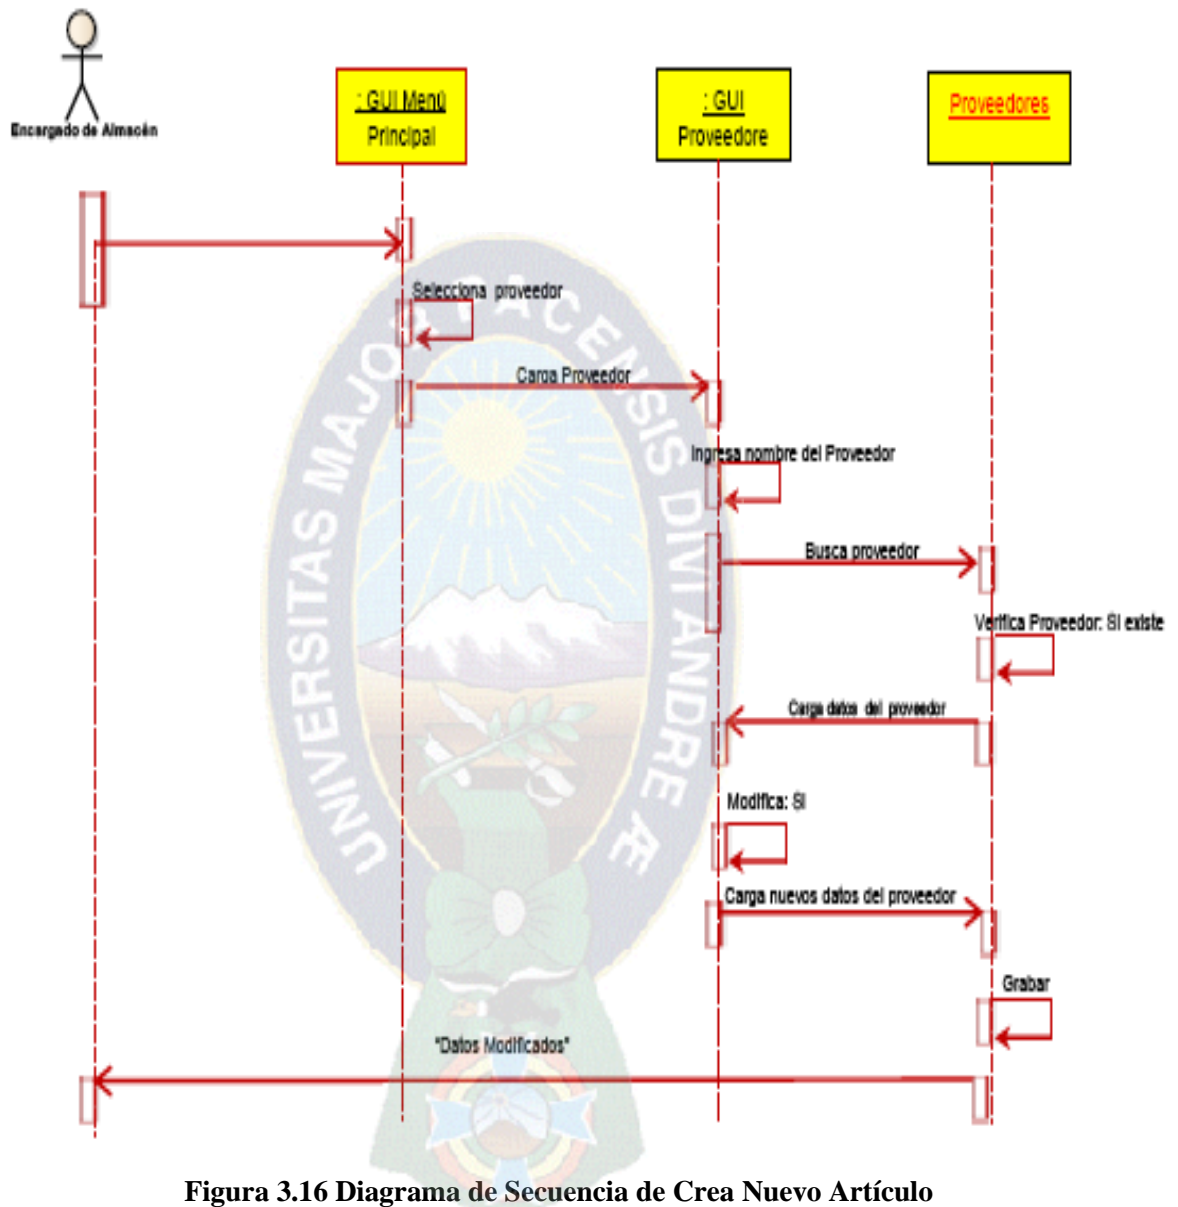 Encargado de Almacén
: GUI Menú
Principal
: GUI
Proveedore
Proveedores
Selecciona proveedor
Carga Proveedor
Ingresa nombre del Proveedor
Busca proveedor
Verifica Proveedor: SI existe
Carga datos del proveedor
Modifica: SI
Carga nuevos datos del proveedor
Grabar
"Datos Modificados"
UNIVERSITAS MAJOR PACENSIS DIVI ANDRE Æ
Figura 3.16 Diagrama de Secuencia de Crea Nuevo Artículo